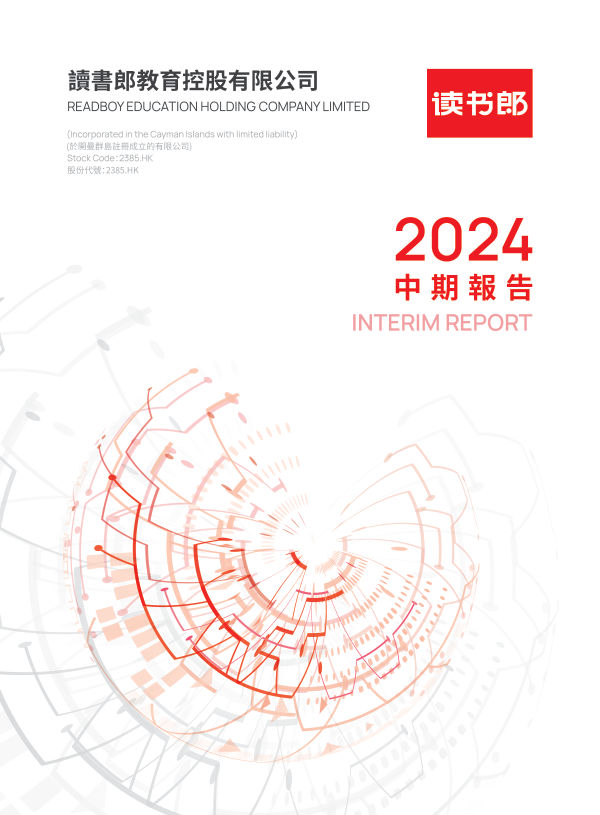 讀書郎教育控股有限公司
READBOY EDUCATION HOLDING COMPANY LIMITED
读书郎
(Incorporated in the Cayman Islands with limited liability)
(於開曼群島註冊成立的有限公司)
Stock Code: 2385.HK
股份代號: 2385.HK
2024
中期報告
INTERIM REPORT